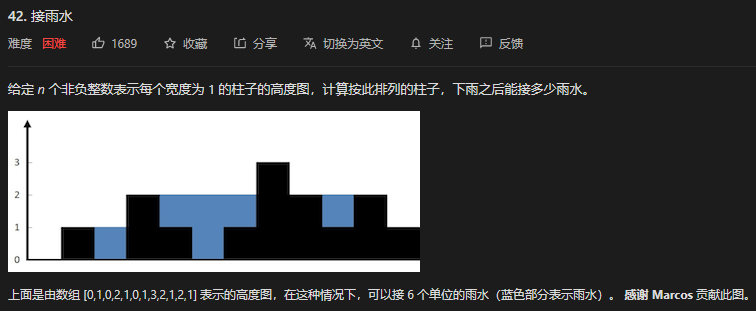 42. 接雨水
难度 困难 1689 收藏 分享 切换为英文 关注 反馈
给定 n 个非负整数表示每个宽度为 1 的柱子的高度图，计算按此排列的柱子，下雨之后能接多少雨水。
3
2
1
0
上面是由数组 [0,1,0,2,1,0,1,3,2,1,2,1] 表示的高度图，在这种情况下，可以接 6 个单位的雨水（蓝色部分表示雨水）。 感谢 Marcos 贡献此图。